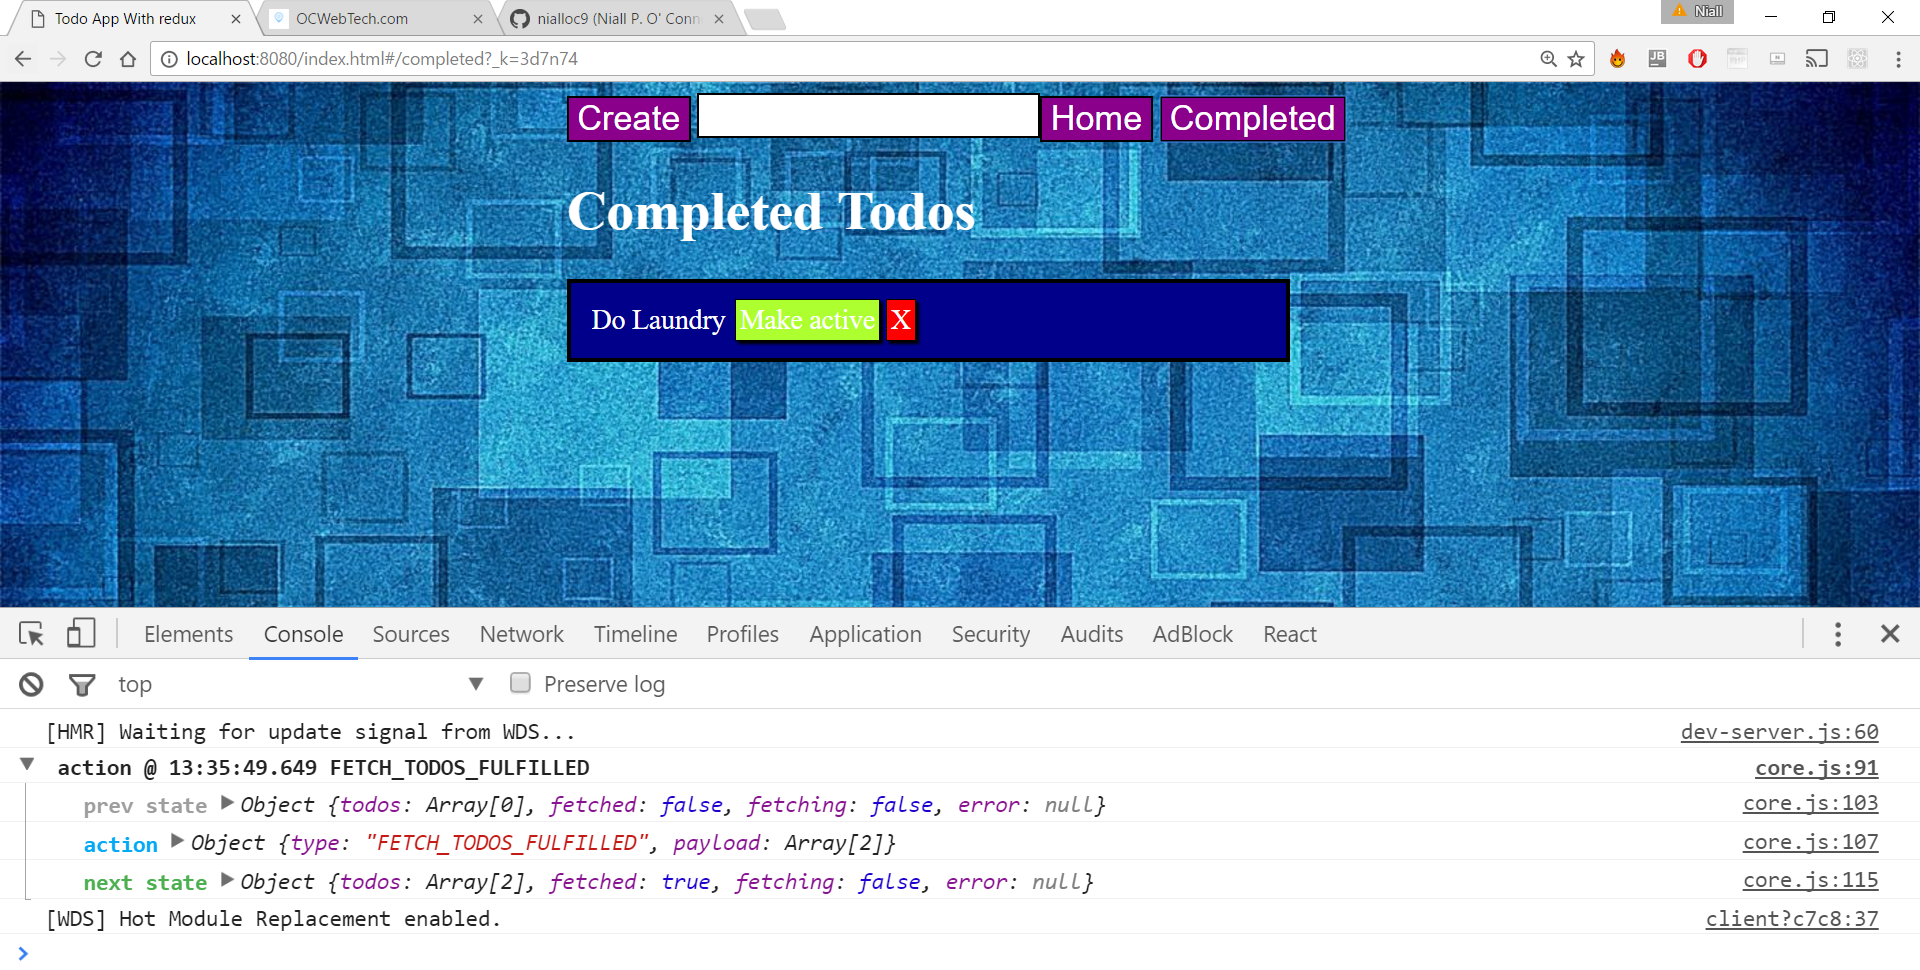 Todo App With redux
OCWebTech.com
nialloc9 (Niall P. O' Conn
Niall
localhost:8080/index.html#/completed?_k=3d7n74
Create
Home
Completed
Completed Todos
Do Laundry Make active X
Elements Console Sources Network Timeline Profiles Application Security Audits AdBlock React
top
Preserve log
[HMR] Waiting for update signal from WDS... dev-server.js:60
action @ 13:35:49.649 FETCH_TODOS_FULFILLED core.js:91
prev state Object {todos: Array[0], fetched: false, fetching: false, error: null} core.js:103
action Object {type: "FETCH_TODOS_FULFILLED", payload: Array[2]} core.js:107
next state Object {todos: Array[2], fetched: true, fetching: false, error: null} core.js:115
[WDS] Hot Module Replacement enabled. client?c7c8:37